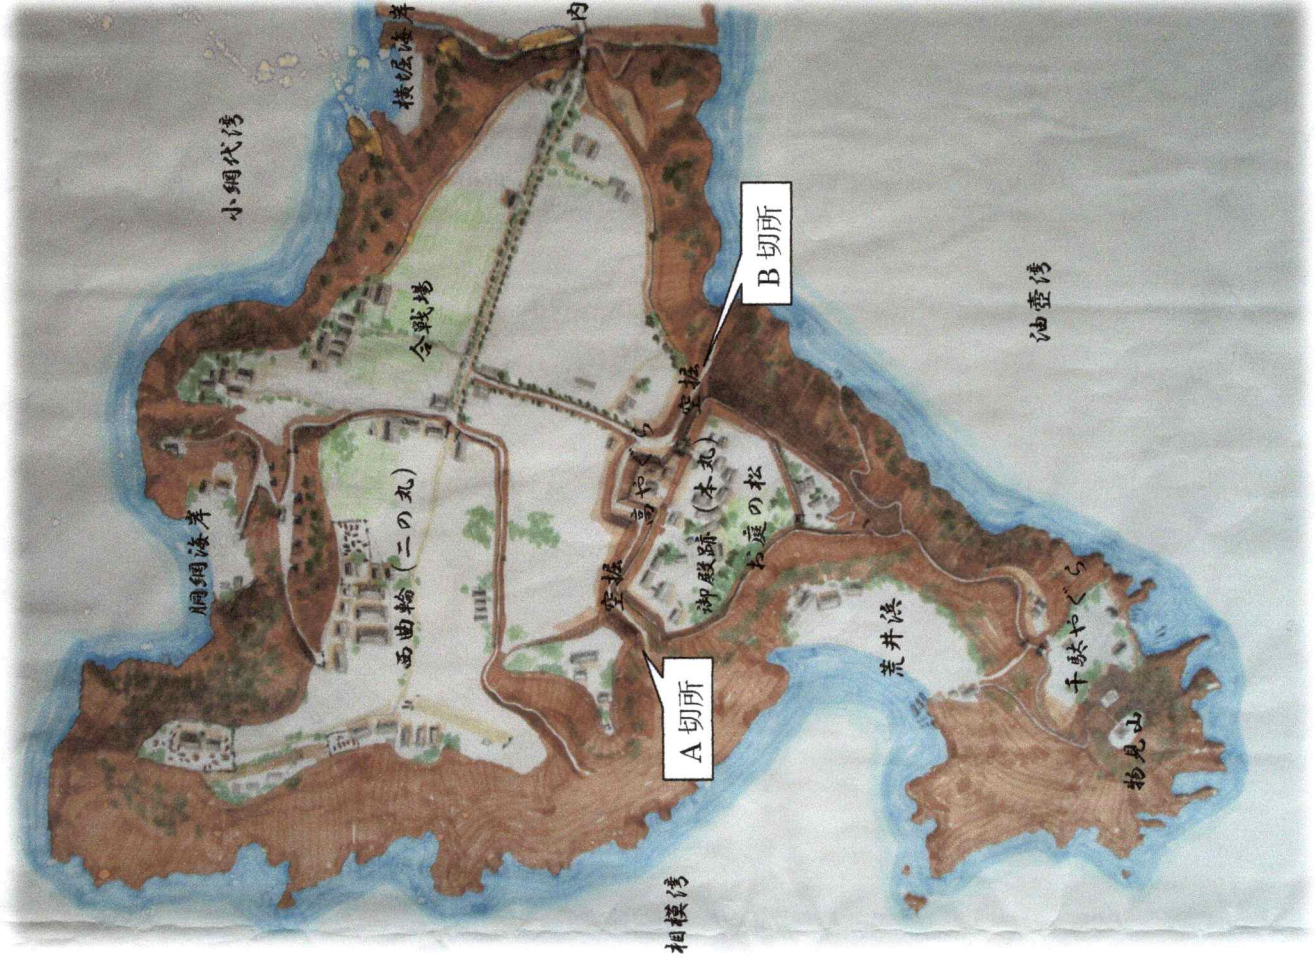 小網代湾
横堀海岸
内
合戦場
胴網海岸
西曲輪(二の丸)
空掘
空掘
高やぐら
御殿跡(本丸)
お庭の松
B 切所
A 切所
油壺湾
荒井浜
千駄やぐら
物見山
相模湾